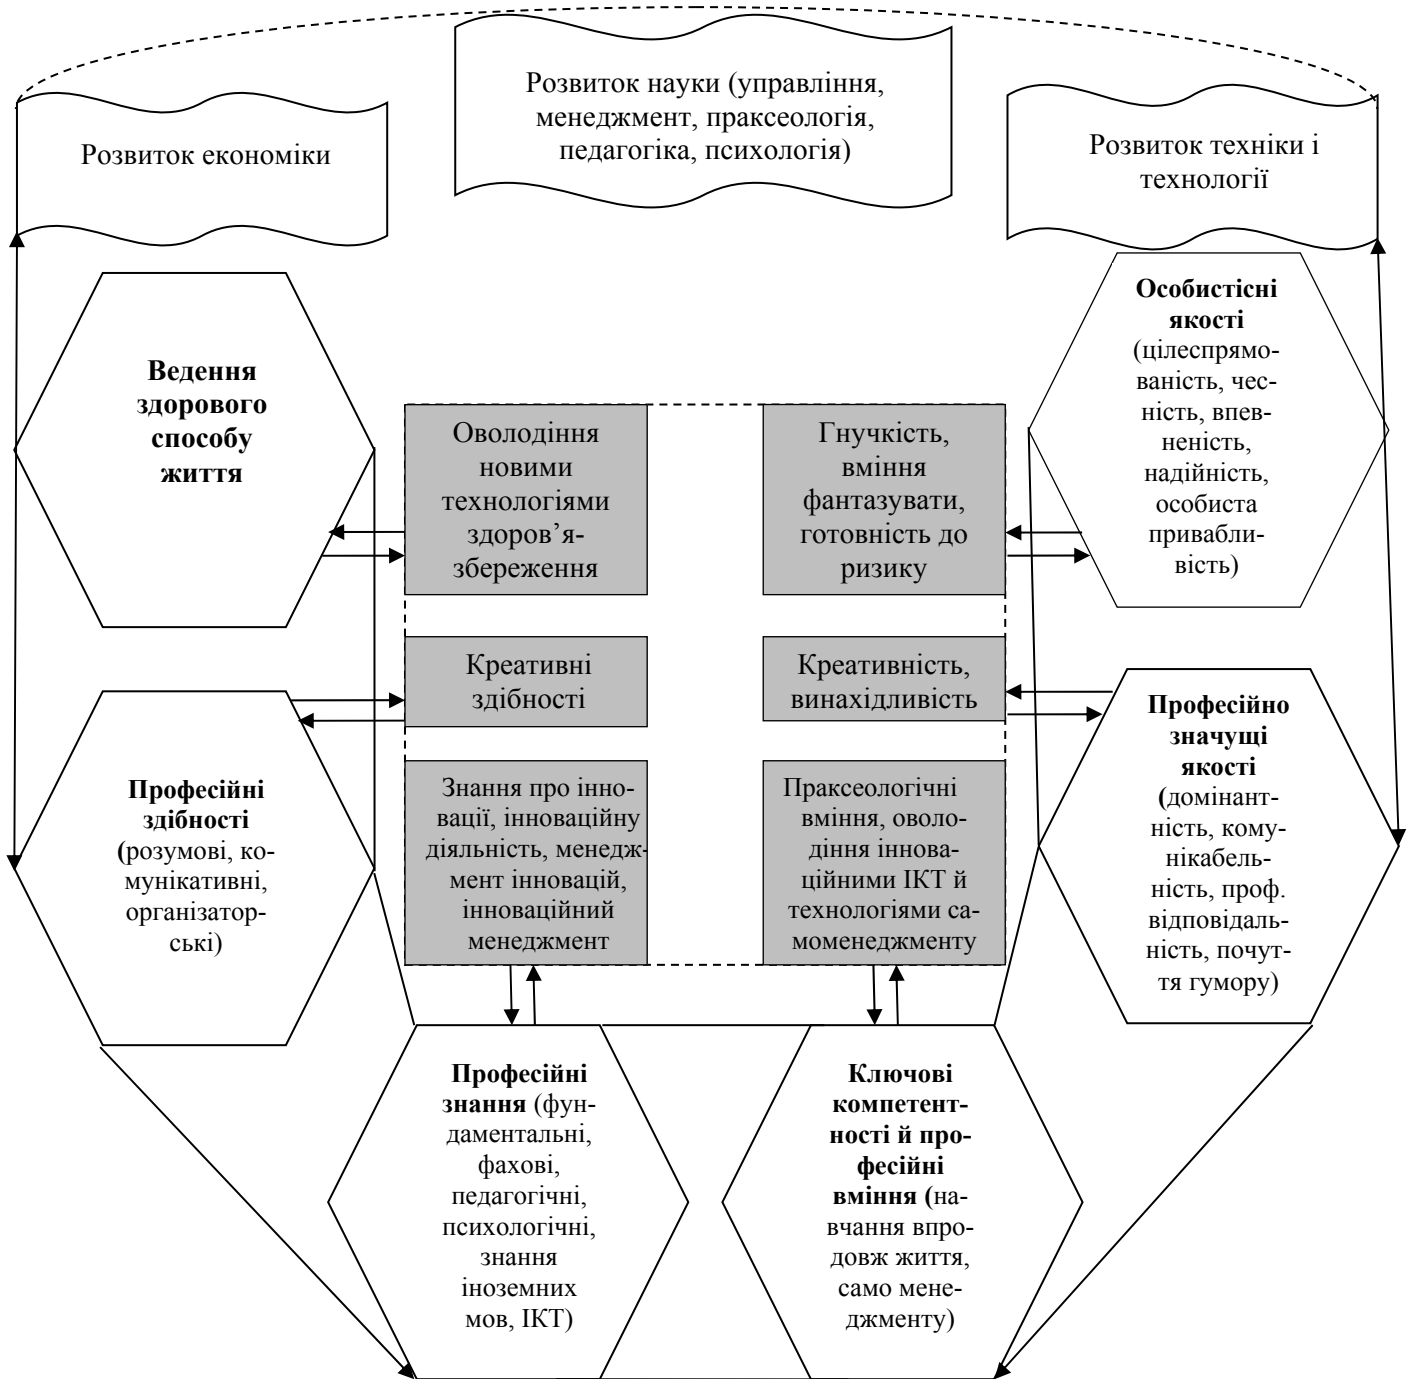 Розвиток економіки
Розвиток науки (управління,
менеджмент, праксеологія,
педагогіка, психологія)
Розвиток техніки і
технології
Ведення
здорового
способу
життя
Оволодіння
новими
технологіями
здоров’я-
збереження
Гнучкість,
вміння
фантазувати,
готовність до
ризику
Особистісні
якості
(цілеспрямо-
ваність, чес-
ність, впев-
неність,
надійність,
особиста
привабли-
вість)
Професійні
здібності
(розумові, ко-
мунікативні,
організатор-
ські)
Креативні
здібності
Креативність,
винахідливість
Професійно
значущі
якості
(домінант-
ність, кому-
нікабель-
ність, проф.
відповідаль-
ність, почут-
тя гумору)
Знання про інно-
вації, інноваційну
діяльність, менедж-
мент інновацій,
інноваційний
менеджмент
Праксеологічні
вміння, оволо-
діння іннова-
ційними ІКТ й
технологіями са-
моменеджменту
Професійні
знання (фун-
даментальні,
фахові,
педагогічні,
психологічні,
знання
іноземних
мов, ІКТ)
Ключові
компетент-
ності й про-
фесійні
вміння (на-
вчання впро-
довж життя,
само мене-
джменту)